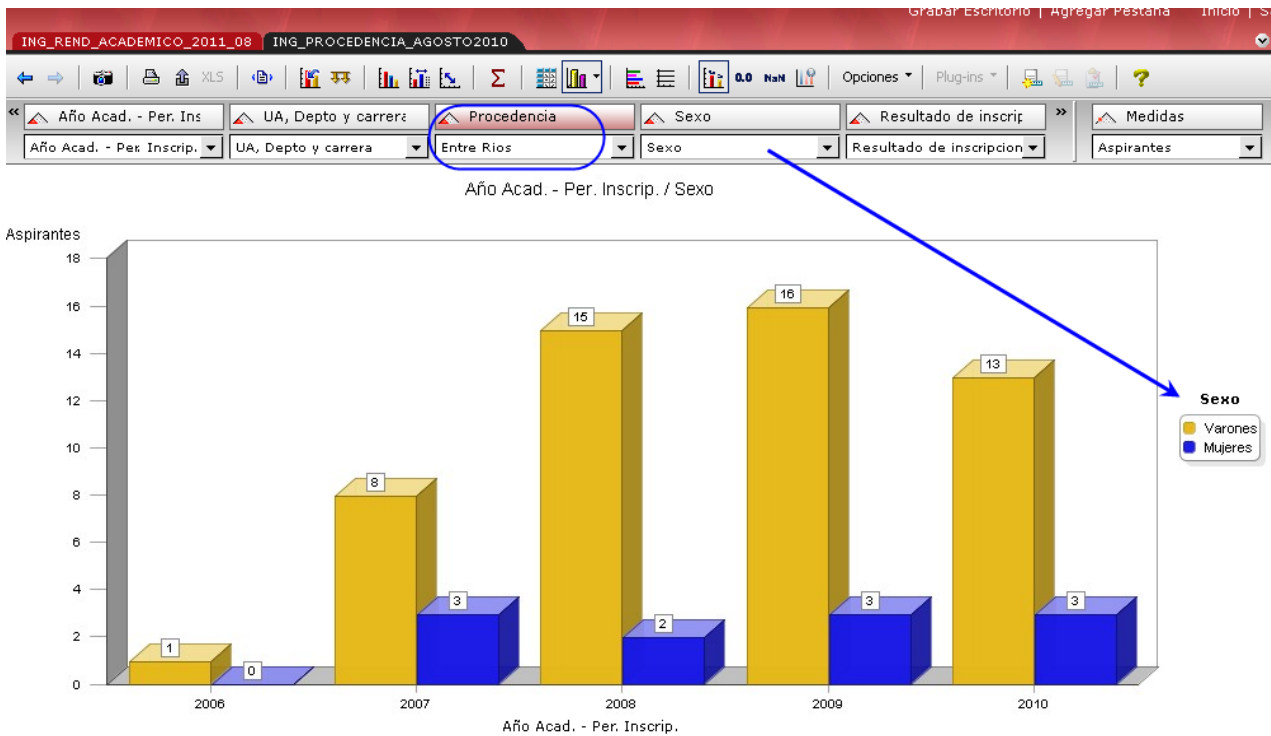 Grabar Escritorio | Agregar Pestaña Inicio | S
ING_REND_ACADEMICO_2011_08 ING_PROCEDENCIA_AGOSTO2010
XLS Σ 0.0 NaN Opciones Plug-ins ?
« Año Acad. - Per. Ins UA, Depto y carrera Procedencia Sexo Resultado de inscrip » Medidas
Año Acad. - Per. Inscrip. UA, Depto y carrera Entre Rios Sexo Resultado de inscripcion Aspirantes
Año Acad. - Per. Inscrip. / Sexo
Aspirantes
18
16
14
12
10
8
6
4
2
0
1
0
8
3
15
2
16
3
13
3
2006 2007 2008 2009 2010
Año Acad. - Per. Inscrip.
Sexo
Varones
Mujeres